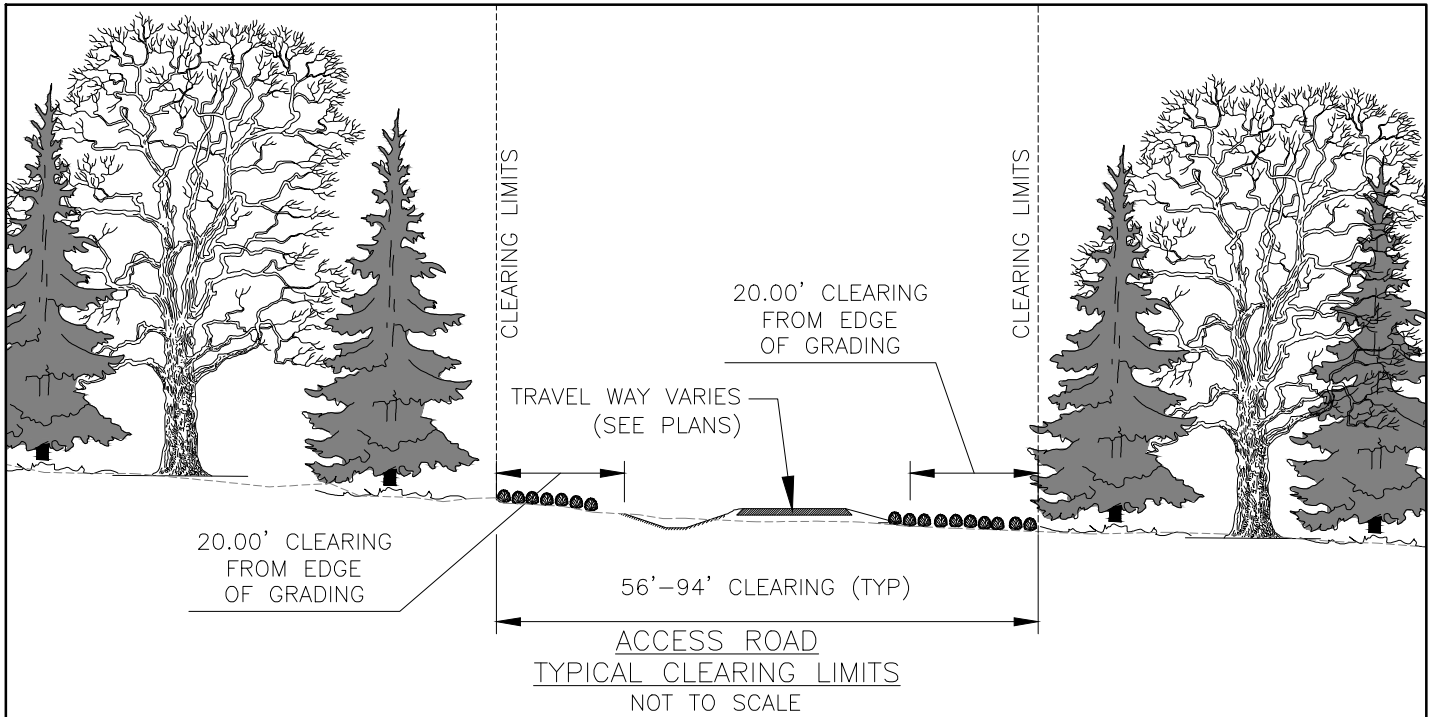 CLEARING LIMITS
CLEARING LIMITS
20.00' CLEARING
FROM EDGE
OF GRADING
TRAVEL WAY VARIES
(SEE PLANS)
20.00' CLEARING
FROM EDGE
OF GRADING
56'-94' CLEARING (TYP)
ACCESS ROAD
TYPICAL CLEARING LIMITS
NOT TO SCALE